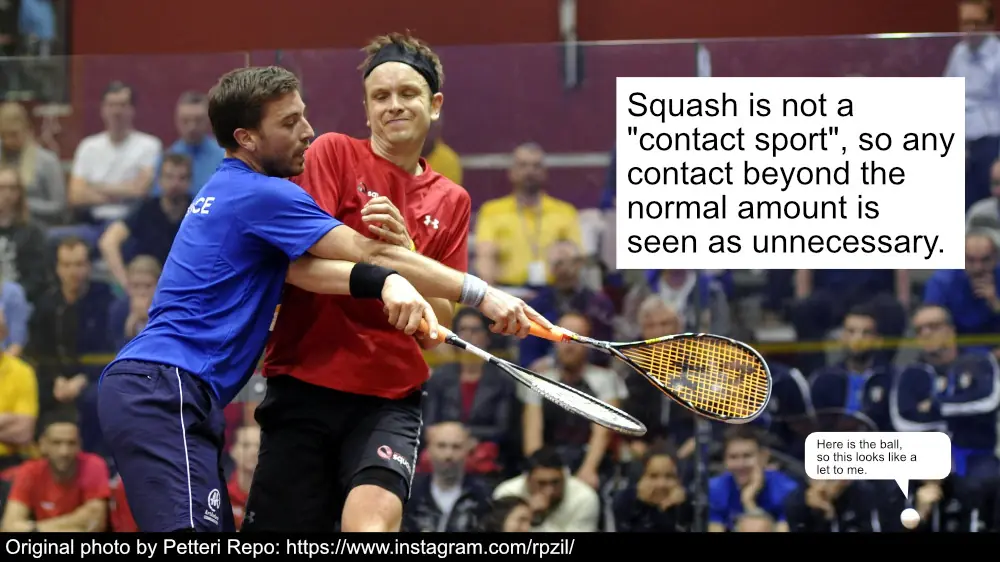 Squash is not a
"contact sport", so any
contact beyond the
normal amount is
seen as unnecessary.
Here is the ball,
so this looks like a
let to me.
Original photo by Petteri Repo: https://www.instagram.com/rpzil/